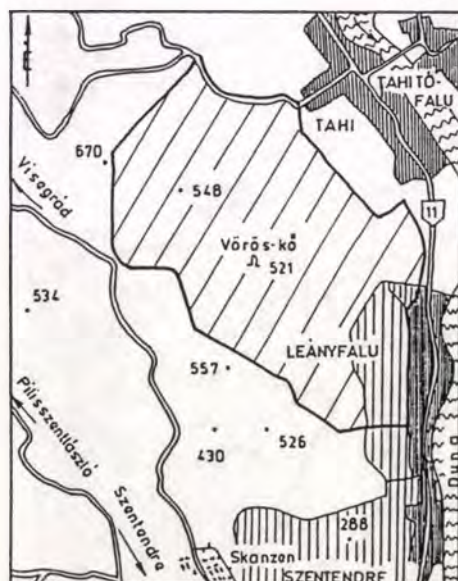 É
TAHITÓ-
FALU
TAHI
670
Visegrád
548
11
Vörös-kő
521
534
LEÁNYFALU
557
Pilisszentlászló
430
526
Szentendre
Duna
288
Skanzen
SZENTENDRE